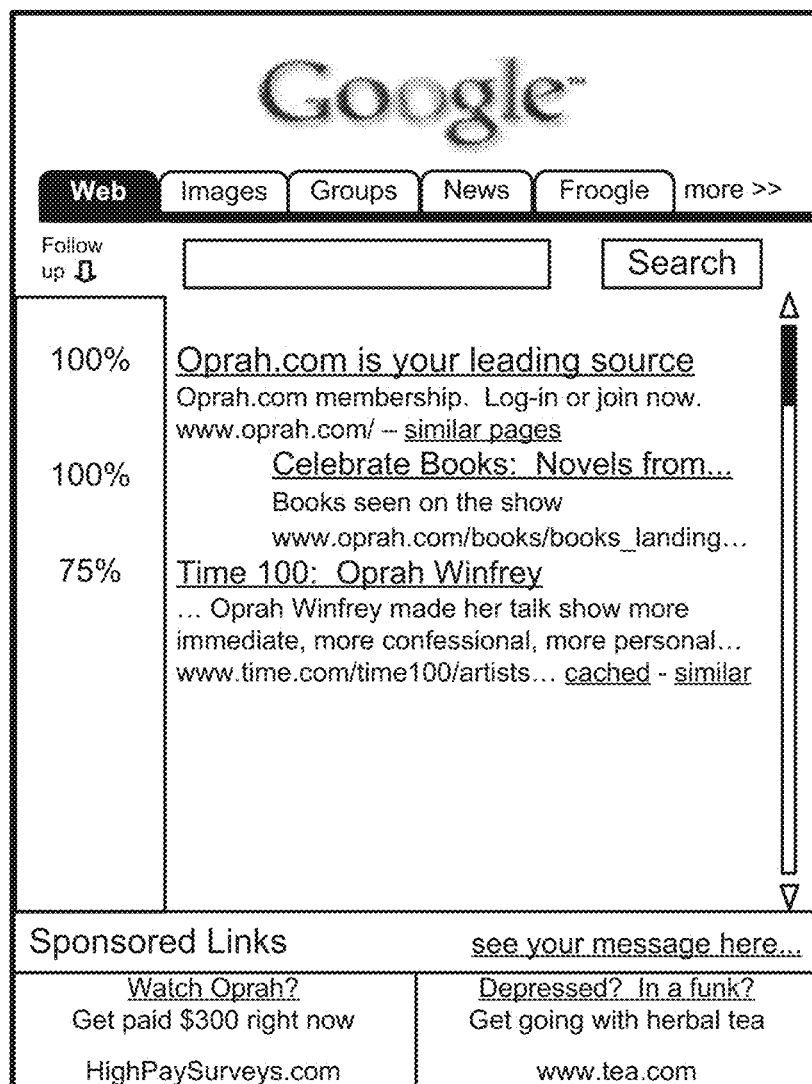 Google™
Web Images Groups News Froogle more >>
Follow
up
Search
100% Oprah.com is your leading source
Oprah.com membership. Log-in or join now.
www.oprah.com/ – similar pages
100% Celebrate Books: Novels from...
Books seen on the show
www.oprah.com/books/books_landing...
75% Time 100: Oprah Winfrey
... Oprah Winfrey made her talk show more
immediate, more confessional, more personal...
www.time.com/time100/artists... cached - similar
Sponsored Links see your message here...
Watch Oprah?
Get paid $300 right now
HighPaySurveys.com
Depressed? In a funk?
Get going with herbal tea
www.tea.com